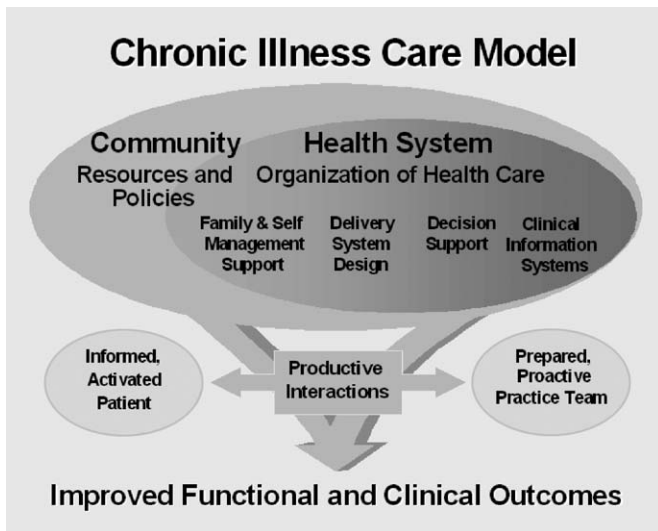 Chronic Illness Care Model
Community
Resources and
Policies
Health System
Organization of Health Care
Family & Self
Management
Support
Delivery
System
Design
Decision
Support
Clinical
Information
Systems
Informed,
Activated
Patient
Productive
Interactions
Prepared,
Proactive
Practice Team
Improved Functional and Clinical Outcomes